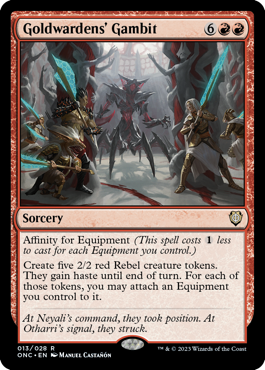 Goldwardens' Gambit 6
Sorcery
Affinity for Equipment (This spell costs 1 less
to cast for each Equipment you control.)
Create five 2/2 red Rebel creature tokens.
They gain haste until end of turn. For each of
those tokens, you may attach an Equipment
you control to it.
At Neyali's command, they took position. At
Otharri's signal, they struck.
013/028 R
ONC • EN Manuel Castañón
™ & © 2023 Wizards of the Coast